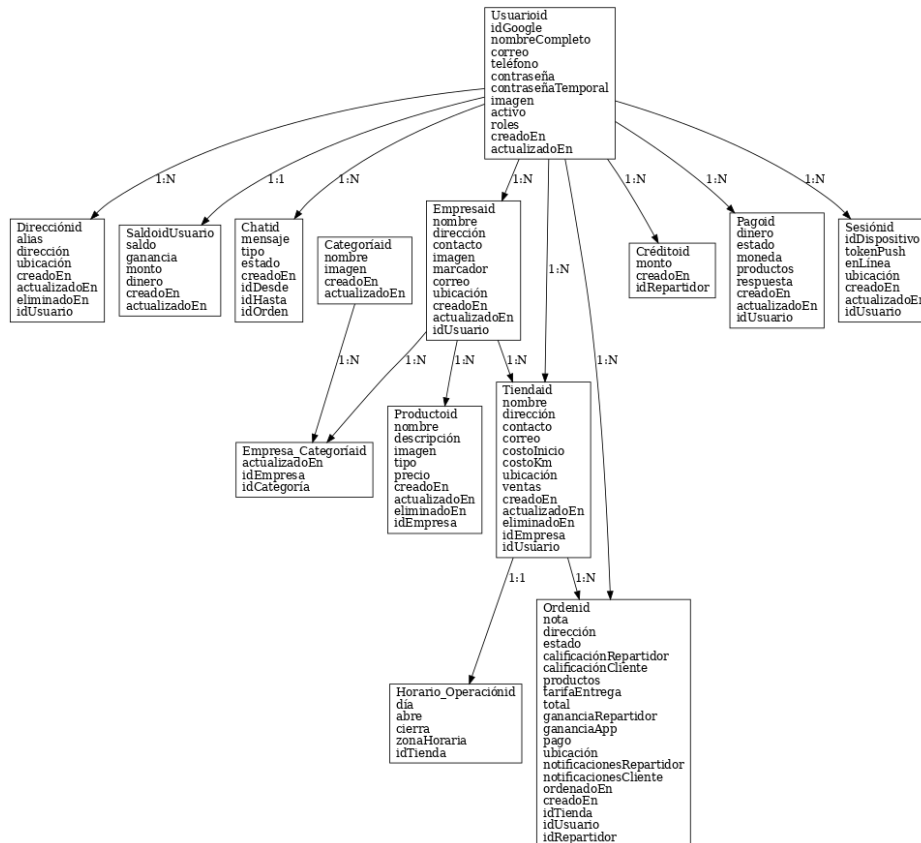 Usuarioid
idGoogle
nombreCompleto
correo
teléfono
contraseña
contraseñaTemporal
imagen
activo
roles
creadoEn
actualizadoEn
1:N
1:1
1:N
1:N
1:N
1:N
1:N
1:N
1:N
Direcciónid
alias
dirección
ubicación
creadoEn
actualizadoEn
eliminadoEn
idUsuario
SaldoidUsuario
saldo
ganancia
monto
dinero
creadoEn
actualizadoEn
Chatid
mensaje
tipo
estado
creadoEn
idDesde
idHasta
idOrden
Categoríaid
nombre
imagen
creadoEn
actualizadoEn
Empresaid
nombre
dirección
contacto
imagen
marcador
correo
ubicación
creadoEn
actualizadoEn
idUsuario
Créditoid
monto
creadoEn
idRepartidor
Pagoid
dinero
estado
moneda
productos
respuesta
creadoEn
actualizadoEn
idUsuario
Sesiónid
idDispositivo
tokenPush
enLínea
ubicación
creadoEn
actualizadoEn
idUsuario
1:N
1:N
1:N
1:N
Empresa_Categoríaid
actualizadoEn
idEmpresa
idCategoría
Productoid
nombre
descripción
imagen
tipo
precio
creadoEn
actualizadoEn
eliminadoEn
idEmpresa
Tiendaid
nombre
dirección
contacto
correo
costoInicio
costoKm
ubicación
ventas
creadoEn
actualizadoEn
eliminadoEn
idEmpresa
idUsuario
1:1
1:N
Horario_Operaciónid
día
abre
cierra
zonaHoraria
idTienda
Ordenid
nota
dirección
estado
calificaciónRepartidor
calificaciónCliente
productos
tarifaEntrega
total
gananciaRepartidor
gananciaApp
pago
ubicación
notificacionesRepartidor
notificacionesCliente
ordenadoEn
creadoEn
idTienda
idUsuario
idRepartidor